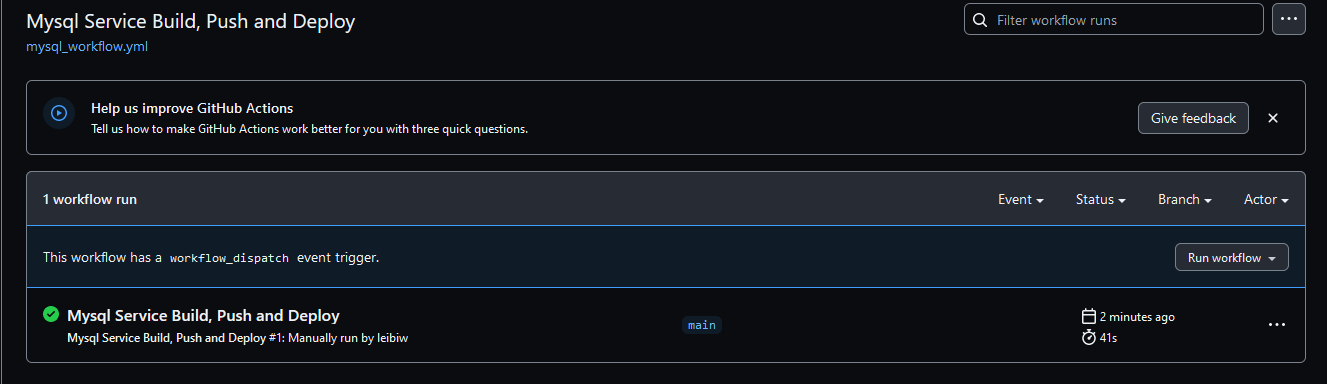 Mysql Service Build, Push and Deploy
Filter workflow runs
mysql_workflow.yml
Help us improve GitHub Actions
Tell us how to make GitHub Actions work better for you with three quick questions.
Give feedback
1 workflow run
Event
Status
Branch
Actor
This workflow has a workflow_dispatch event trigger.
Run workflow
Mysql Service Build, Push and Deploy
Mysql Service Build, Push and Deploy #1: Manually run by leibiw
main
2 minutes ago
41s